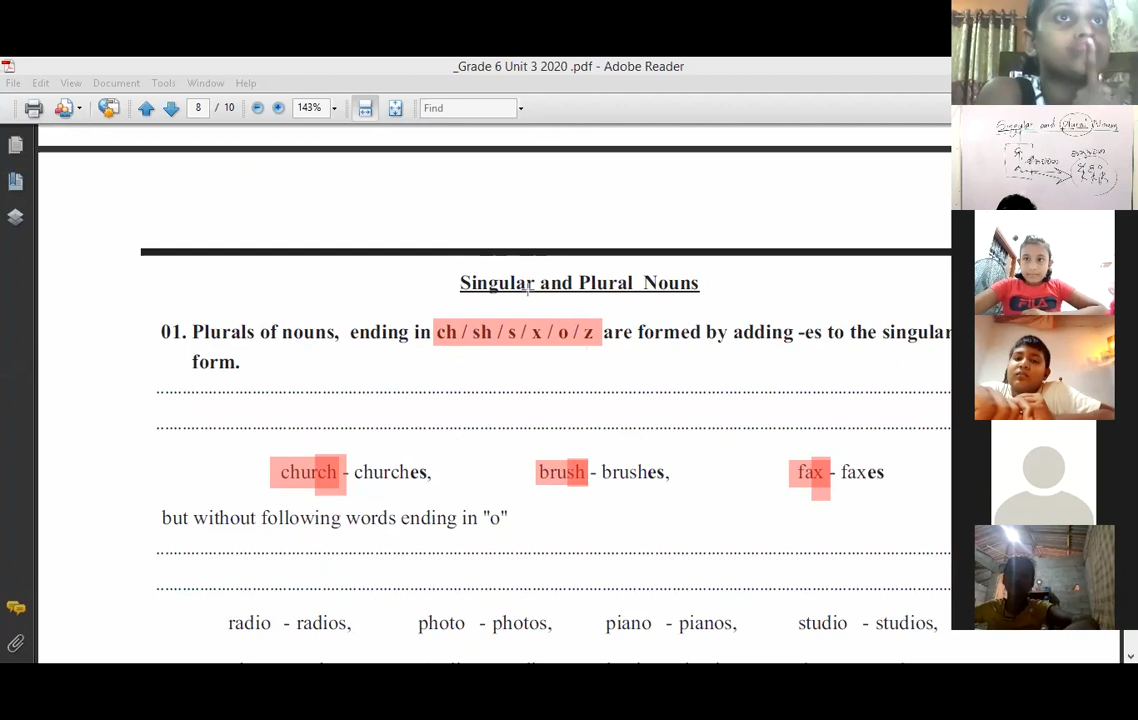 _Grade 6 Unit 3 2020 .pdf - Adobe Reader
File Edit View Document Tools Window Help
8 / 10 143% Find
Singular and Plural Nouns
Singular and Plural Nouns
01. Plurals of nouns, ending in ch / sh / s / x / o / z are formed by adding -es to the singular
form.
church - churches, brush - brushes, fax - faxes
but without following words ending in "o"
radio - radios, photo - photos, piano - pianos, studio - studios,
FILA